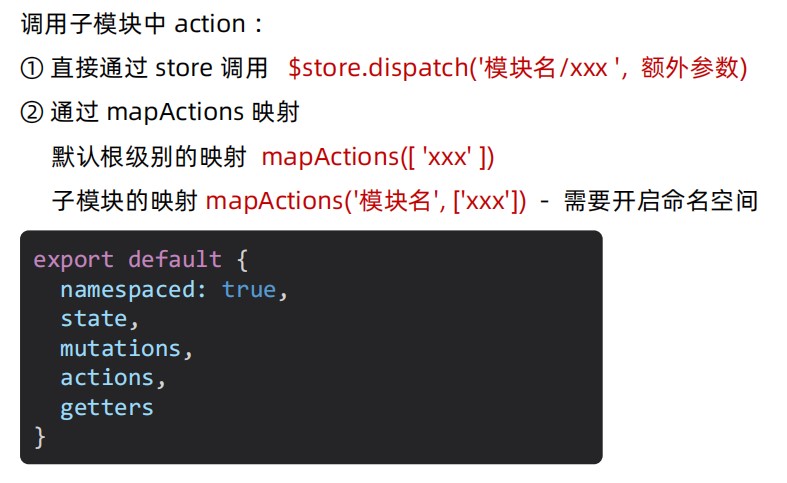 调用子模块中 action :
① 直接通过 store 调用 $store.dispatch('模块名/xxx ', 额外参数)
② 通过 mapActions 映射
默认根级别的映射 mapActions([ 'xxx' ])
子模块的映射 mapActions('模块名', ['xxx']) - 需要开启命名空间
export default {
  namespaced: true,
  state,
  mutations,
  actions,
  getters
}